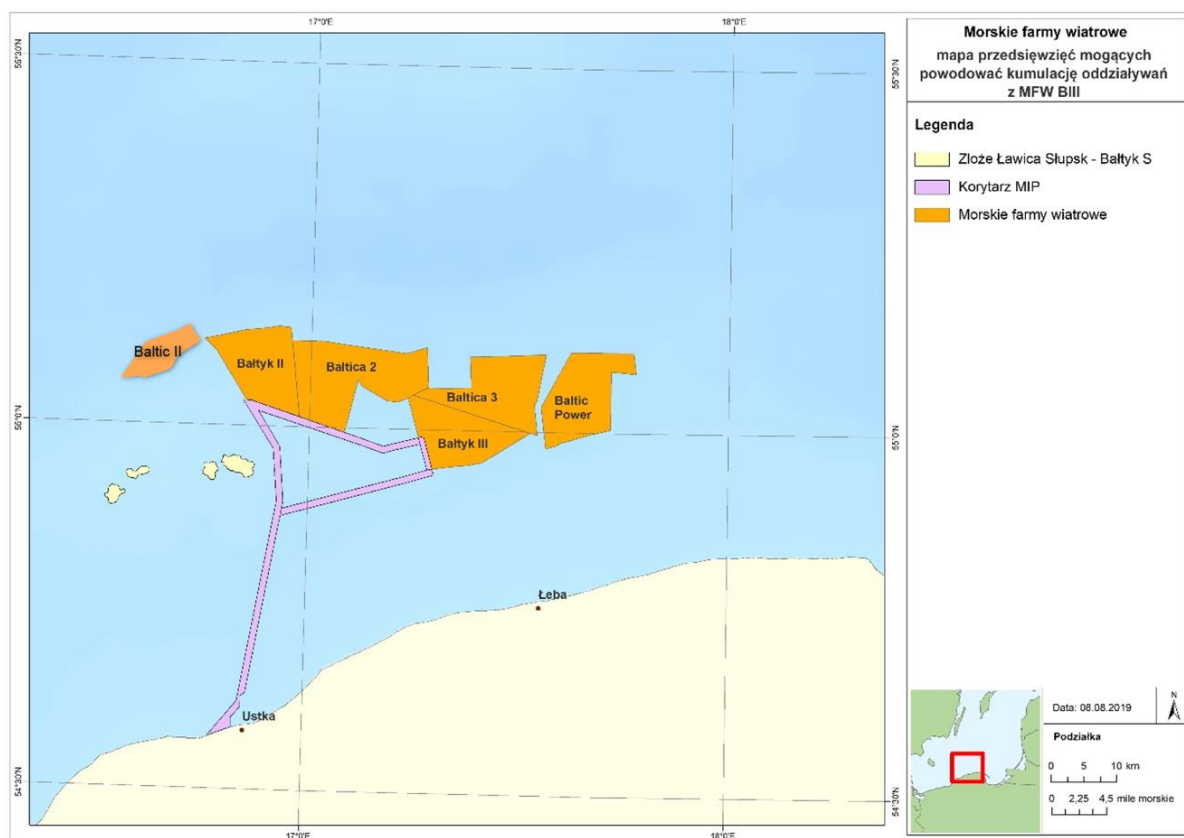 17°0'E
18°0'E
55°30'N
55°30'N
Baltic II
Bałtyk II
Baltica 2
Baltica 3
Baltic
Power
Bałtyk III
55°0'N
55°0'N
Łeba
Ustka
54°30'N
54°30'N
17°0'E
18°0'E
Morskie farmy wiatrowe
mapa przedsięwzięć mogących
powodować kumulację oddziaływań
z MFW BIII
Legenda
Złoże Ławica Słupsk - Bałtyk S
Korytarz MIP
Morskie farmy wiatrowe
Data: 08.08.2019
N
Podziałka
0 5 10 km
0 2,25 4,5 mile morskie